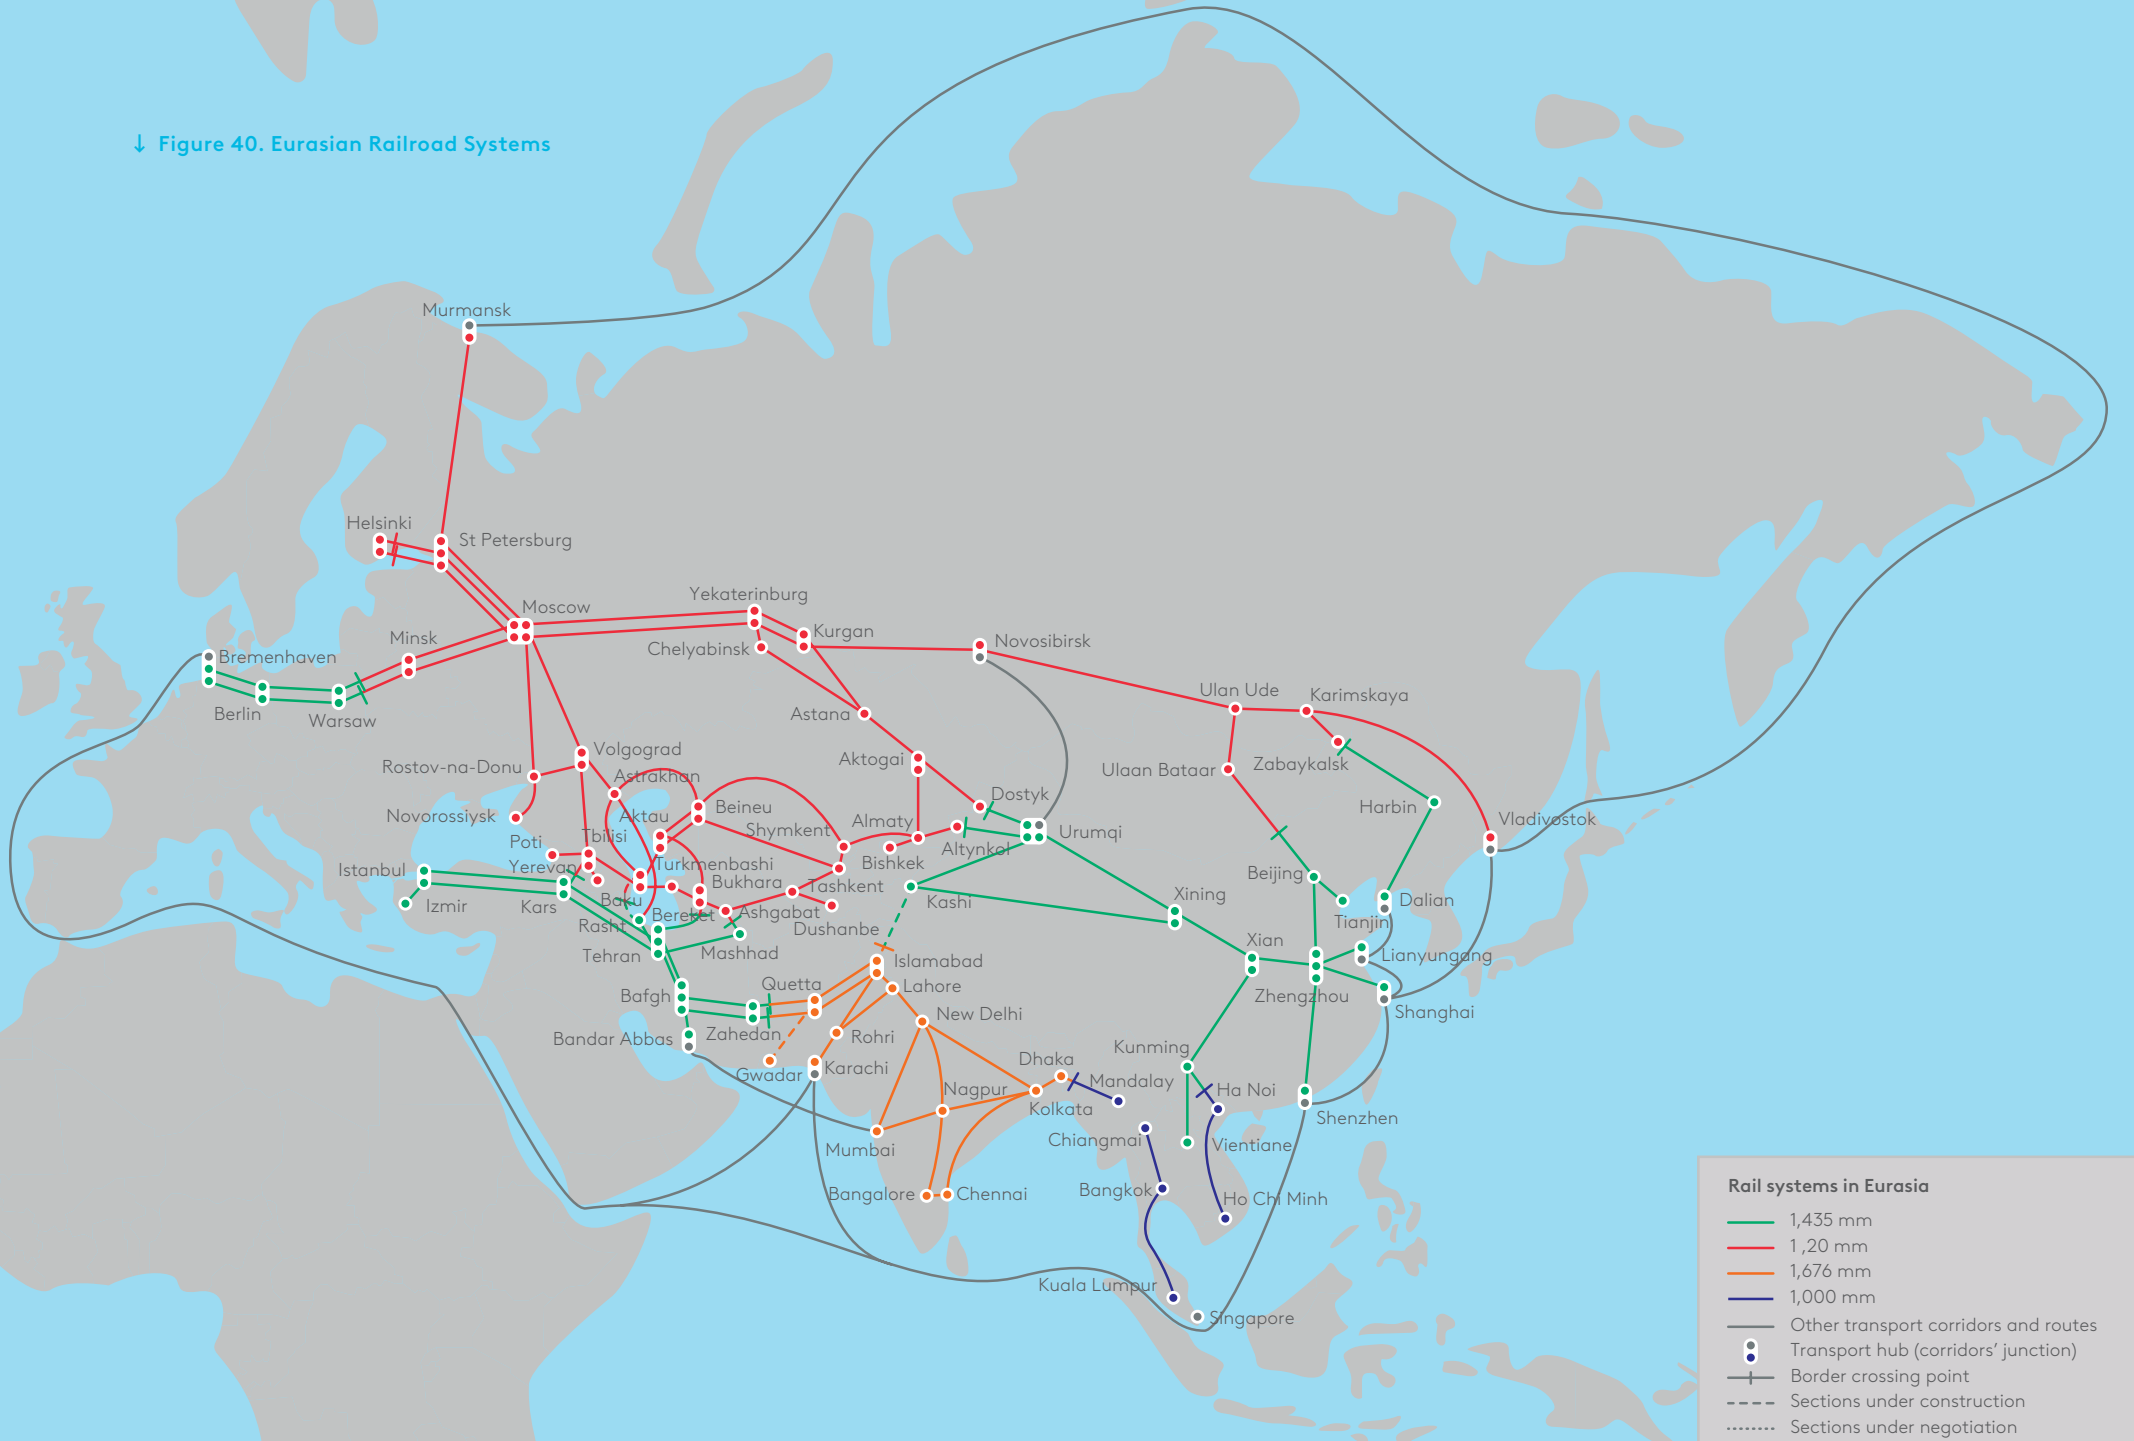 ↓ Figure 40. Eurasian Railroad Systems
Murmansk
Helsinki
St Petersburg
Moscow
Yekaterinburg
Minsk
Kurgan
Chelyabinsk
Novosibirsk
Bremenhaven
Berlin
Warsaw
Ulan Ude
Karimskaya
Astana
Volgograd
Rostov-na-Donu
Astrakhan
Aktogai
Ulaan Bataar
Zabaykalsk
Dostyk
Harbin
Novorossiysk
Aktau
Beineu
Almaty
Vladivostok
Poti
Tbilisi
Shymkent
Urumqi
Altynkol
Istanbul
Yerevan
Turkmenbashi
Bishkek
Beijing
Bukhara
Tashkent
Izmir
Kars
Baku
Kashi
Xining
Dalian
Bereket
Ashgabat
Tianjin
Rasht
Dushanbe
Xian
Tehran
Mashhad
Islamabad
Lianyungang
Bafgh
Quetta
Lahore
Zhengzhou
Shanghai
New Delhi
Bandar Abbas
Zahedan
Rohri
Kunming
Gwadar
Karachi
Dhaka
Mandalay
Ha Noi
Nagpur
Kolkata
Shenzhen
Mumbai
Chiangmai
Vientiane
Bangalore
Chennai
Bangkok
Ho Chi Minh
Kuala Lumpur
Singapore
Rail systems in Eurasia
1,435 mm
1 ,20 mm
1,676 mm
1,000 mm
Other transport corridors and routes
Transport hub (corridors’ junction)
Border crossing point
Sections under construction
Sections under negotiation